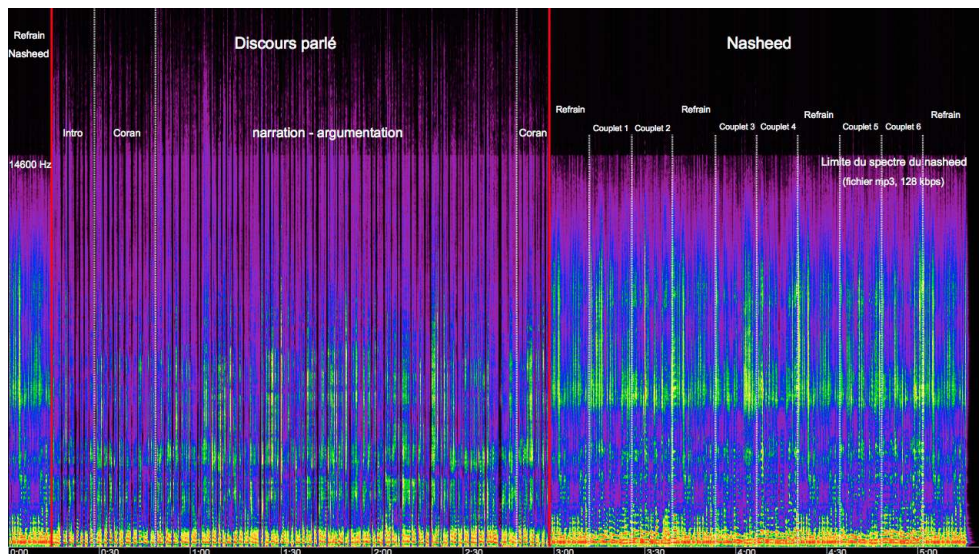 Refrain
Nasheed
Discours parlé
Nasheed
Intro
Coran
narration - argumentation
Coran
Refrain
Couplet 1
Couplet 2
Refrain
Couplet 3
Couplet 4
Refrain
Couplet 5
Couplet 6
Refrain
14600 Hz
Limite du spectre du nasheed
(fichier mp3, 128 kbps)
0:00 0:30 1:00 1:30 2:00 2:30 3:00 3:30 4:00 4:30 5:00